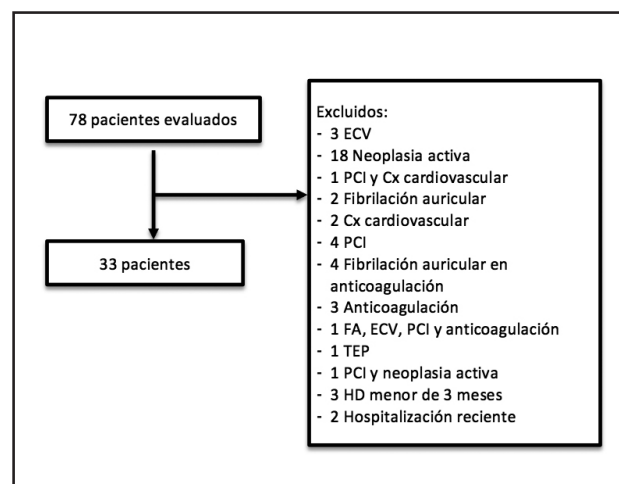 78 pacientes evaluados
33 pacientes
Excluidos:
- 3 ECV
- 18 Neoplasia activa
- 1 PCI y Cx cardiovascular
- 2 Fibrilación auricular
- 2 Cx cardiovascular
- 4 PCI
- 4 Fibrilación auricular en
anticoagulación
- 3 Anticoagulación
- 1 FA, ECV, PCI y anticoagulación
- 1 TEP
- 1 PCI y neoplasia activa
- 3 HD menor de 3 meses
- 2 Hospitalización reciente